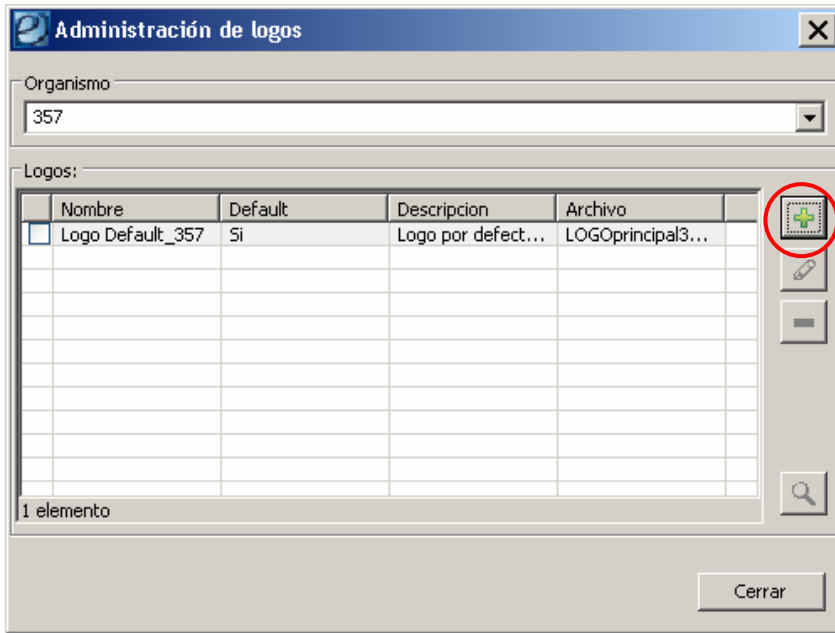 Administración de logos
Organismo
357
Logos:
Nombre Default Descripcion Archivo
Logo Default_357 Si Logo por defect... LOGOprincipal3...
1 elemento
Cerrar